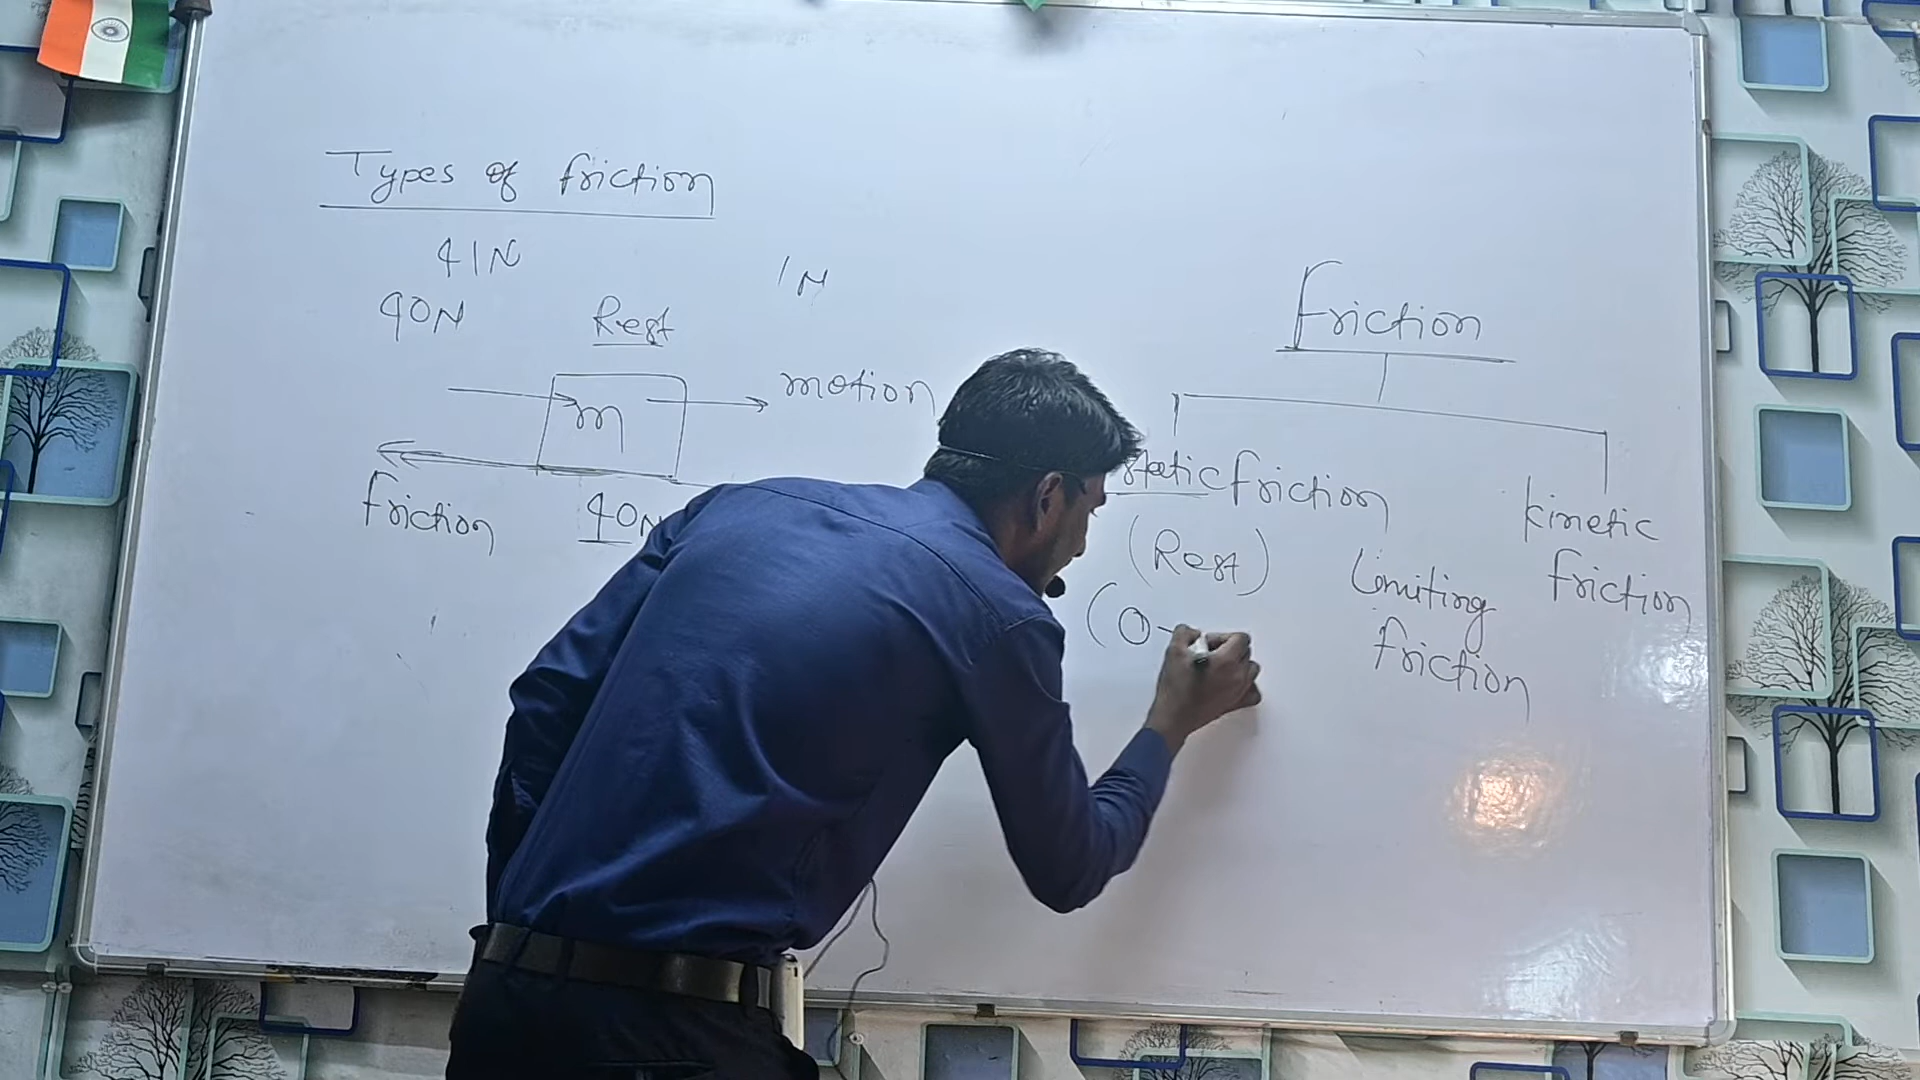 Types of friction
41N
1N
40N
Rest
m
motion
friction
40N
Friction
static friction
(Rest)
(0-
Limiting
friction
kinetic
friction